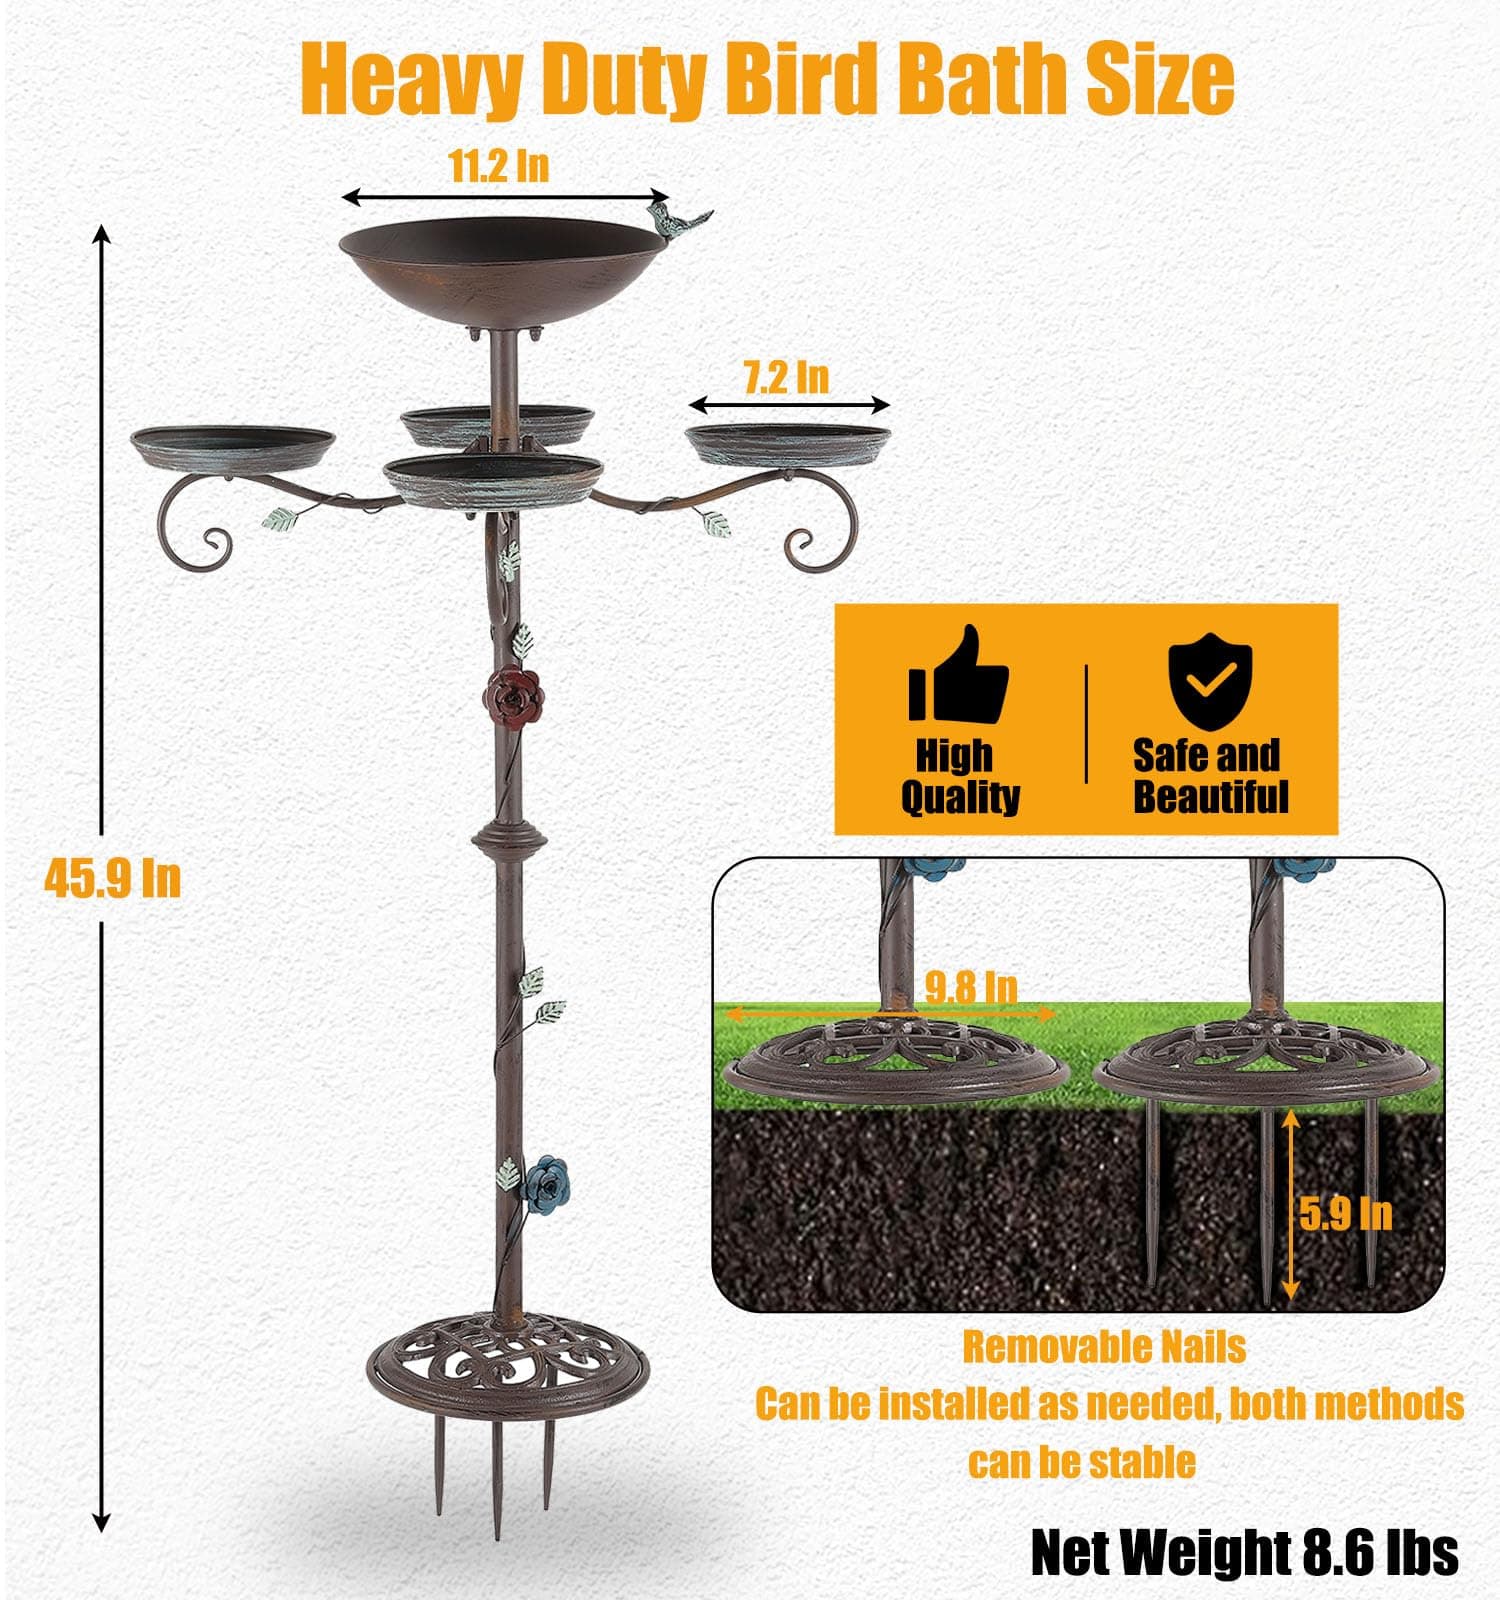 Heavy Duty Bird Bath Size
11.2 In
7.2 In
45.9 In
High
Quality
Safe and
Beautiful
9.8 In
5.9 In
Removable Nails
Can be installed as needed, both methods
can be stable
Net Weight 8.6 lbs